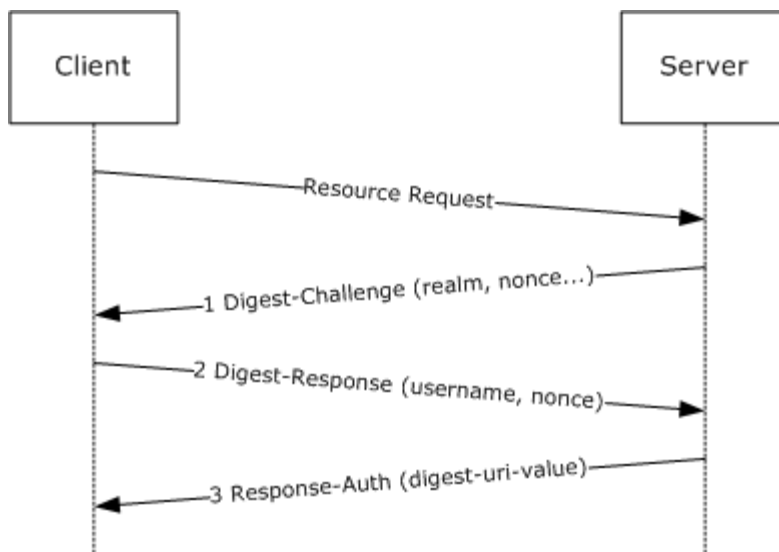 Client
Server
Resource Request
1 Digest-Challenge (realm, nonce...)
2 Digest-Response (username, nonce)
3 Response-Auth (digest-uri-value)